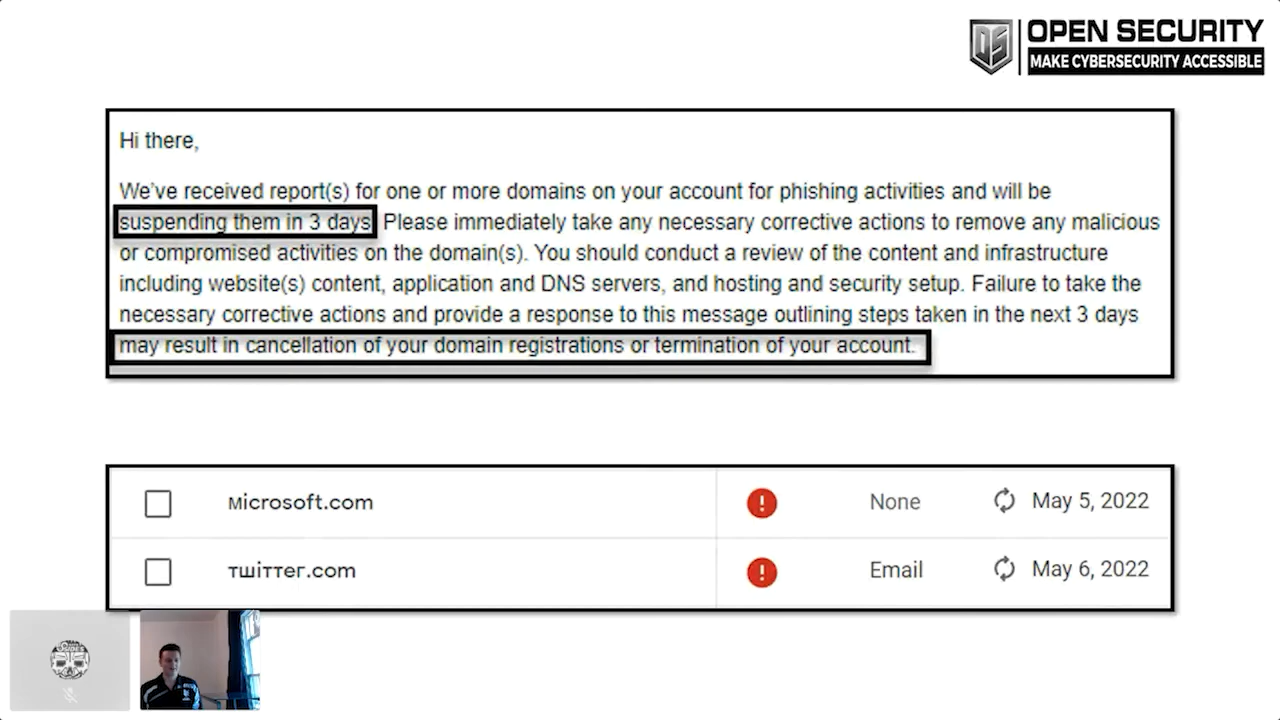 OPEN SECURITY
MAKE CYBERSECURITY ACCESSIBLE
Hi there,
We've received report(s) for one or more domains on your account for phishing activities and will be
suspending them in 3 days. Please immediately take any necessary corrective actions to remove any malicious
or compromised activities on the domain(s). You should conduct a review of the content and infrastructure
including website(s) content, application and DNS servers, and hosting and security setup. Failure to take the
necessary corrective actions and provide a response to this message outlining steps taken in the next 3 days
may result in cancellation of your domain registrations or termination of your account.
мicrosoft.com None May 5, 2022
тшіттег.com Email May 6, 2022